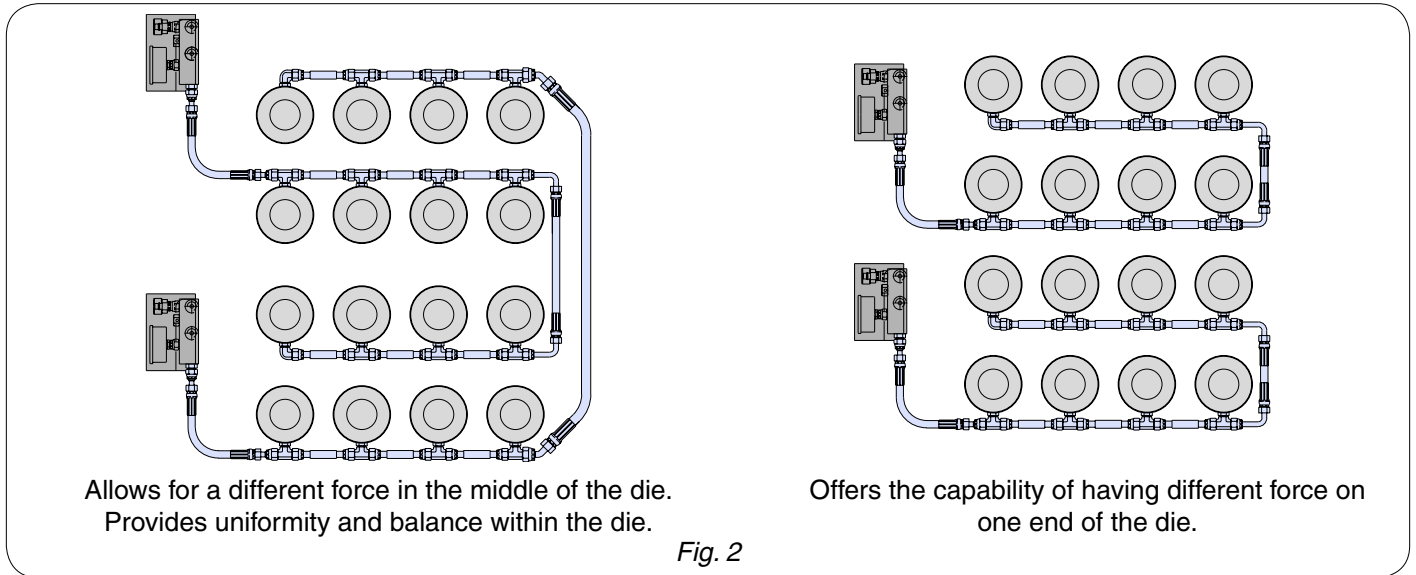 Allows for a different force in the middle of the die.
Provides uniformity and balance within the die.
Offers the capability of having different force on
one end of the die.
Fig. 2